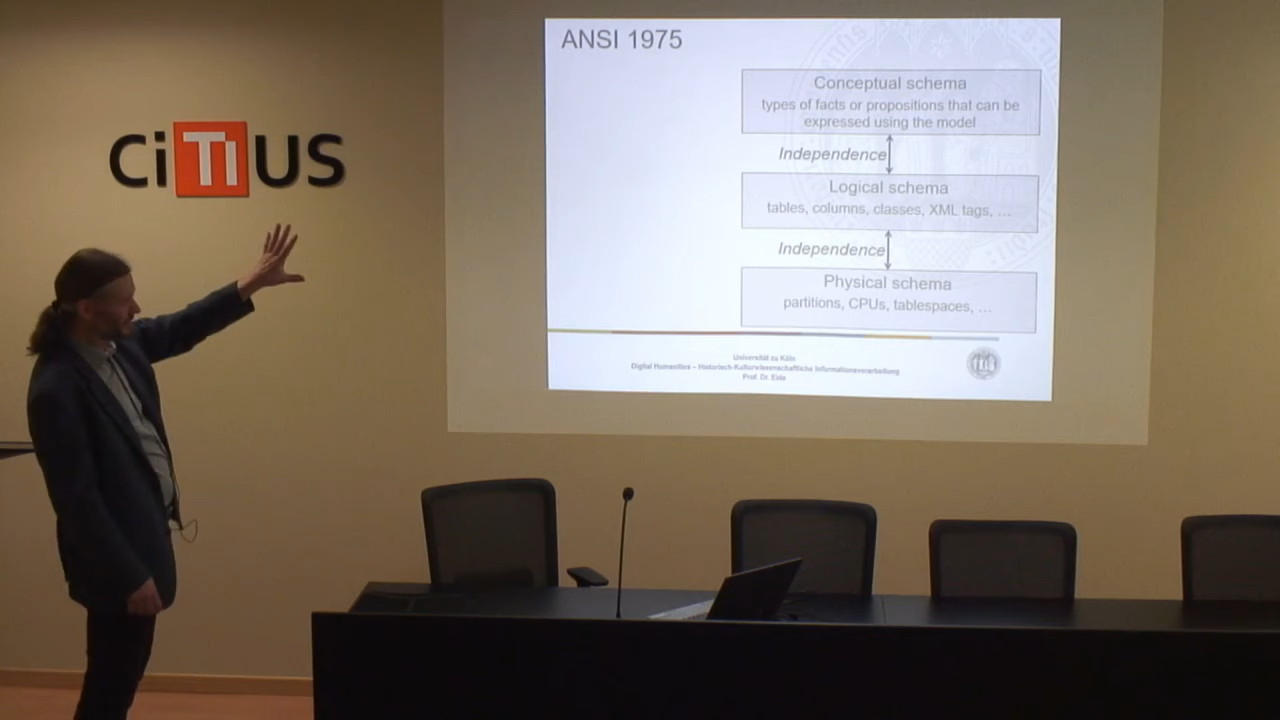 CiTIUS
ANSI 1975
Conceptual schema
types of facts or propositions that can be
expressed using the model
Independence
Logical schema
tables, columns, classes, XML tags, …
Independence
Physical schema
partitions, CPUs, tablespaces, …
Universität zu Köln
Digital Humanities – Historisch-Kulturwissenschaftliche Informationsverarbeitung
Prof. Dr. Eide